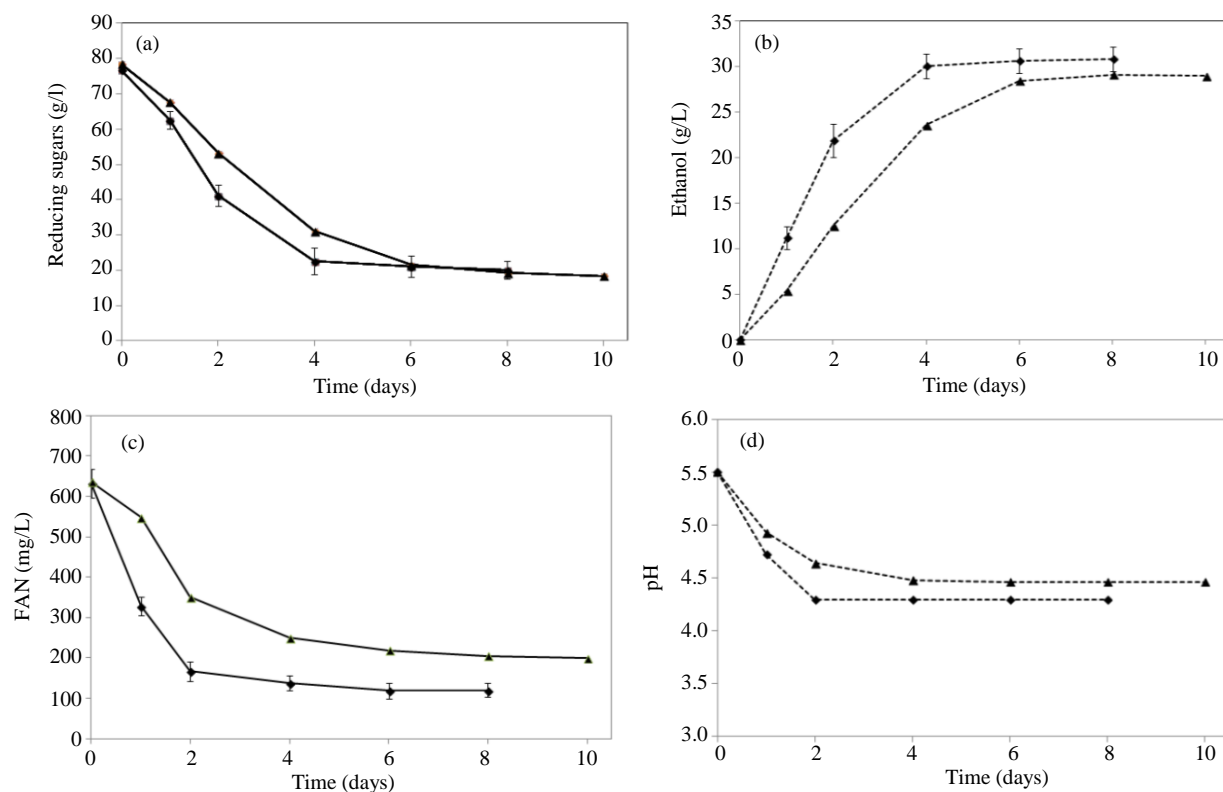 (a)
Reducing sugars (g/l)
90
80
70
60
50
40
30
20
10
0
0 2 4 6 8 10
Time (days)
(b)
Ethanol (g/L)
35
30
25
20
15
10
5
0
0 2 4 6 8 10
Time (days)
(c)
FAN (mg/L)
800
700
600
500
400
300
200
100
0
0 2 4 6 8 10
Time (days)
(d)
pH
6.0
5.5
5.0
4.5
4.0
3.5
3.0
0 2 4 6 8 10
Time (days)